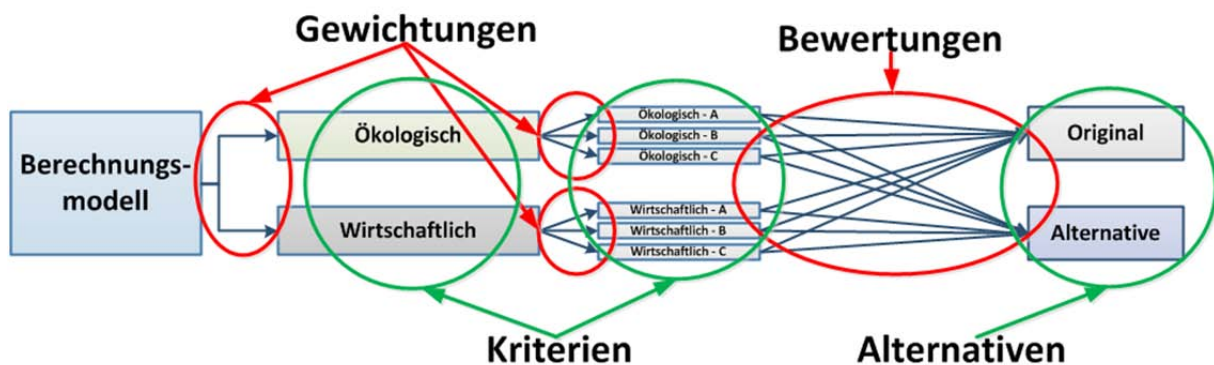 Gewichtungen
Bewertungen
Berechnungs-
modell
Ökologisch
Wirtschaftlich
Ökologisch - A
Ökologisch - B
Ökologisch - C
Wirtschaftlich - A
Wirtschaftlich - B
Wirtschaftlich - C
Original
Alternative
Kriterien
Alternativen